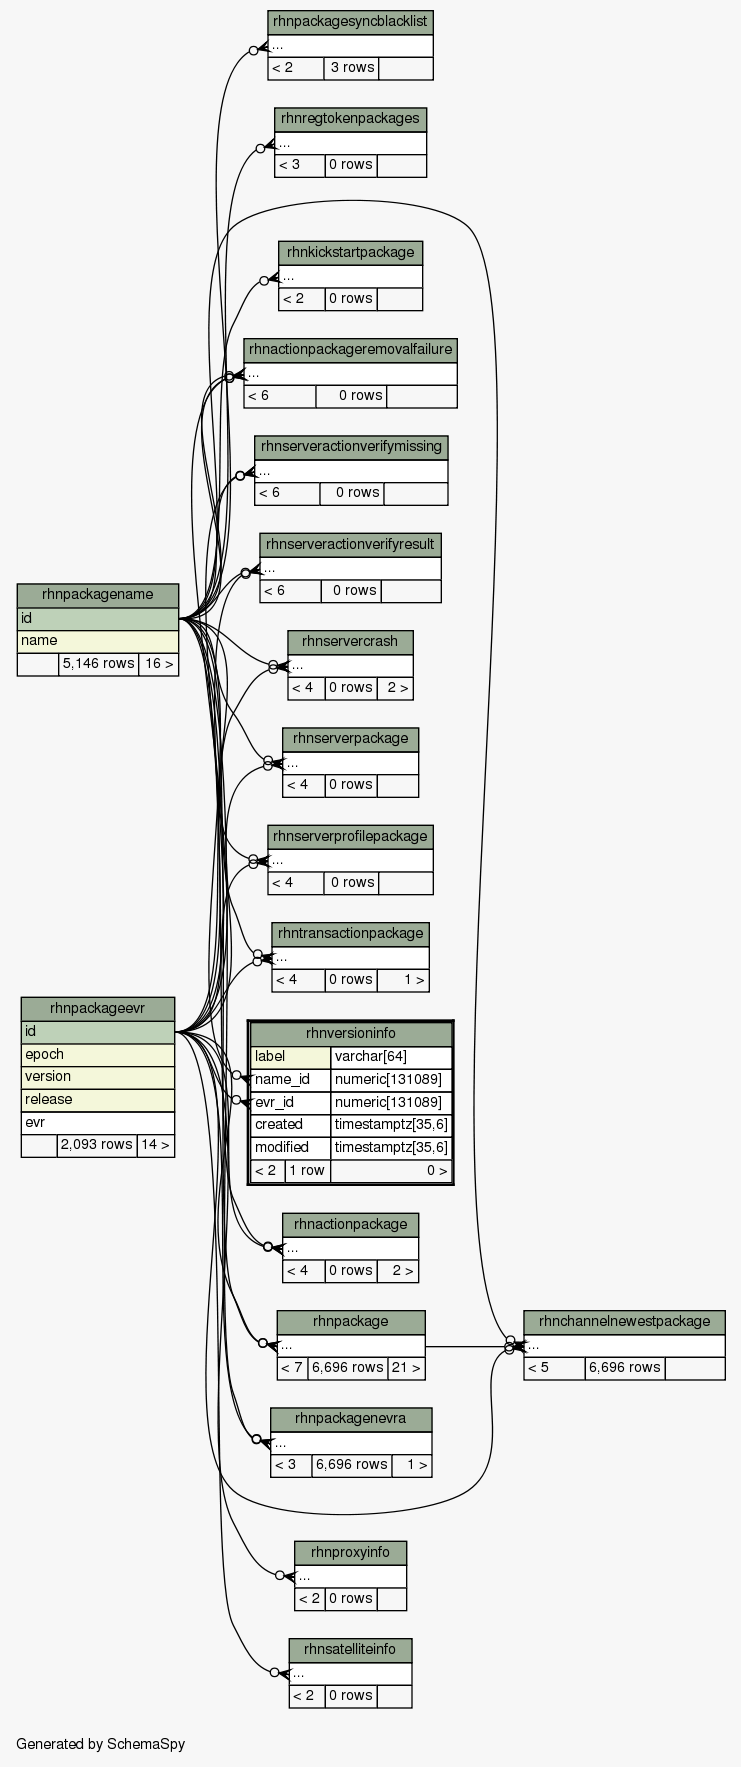 rhnpackagesyncblacklist
...
< 2 3 rows
rhnregtokenpackages
...
< 3 0 rows
rhnkickstartpackage
...
< 2 0 rows
rhnactionpackageremovalfailure
...
< 6 0 rows
rhnserveractionverifymissing
...
< 6 0 rows
rhnserveractionverifyresult
...
< 6 0 rows
rhnpackagename
id
name
5,146 rows 16 >
rhnservercrash
...
< 4 0 rows 2 >
rhnserverpackage
...
< 4 0 rows
rhnserverprofilepackage
...
< 4 0 rows
rhntransactionpackage
...
< 4 0 rows 1 >
rhnpackageevr
id
epoch
version
release
evr
2,093 rows 14 >
rhnversioninfo
label varchar[64]
name_id numeric[131089]
evr_id numeric[131089]
created timestamptz[35,6]
modified timestamptz[35,6]
< 2 1 row 0 >
rhnactionpackage
...
< 4 0 rows 2 >
rhnpackage
...
< 7 6,696 rows 21 >
rhnchannelnewestpackage
...
< 5 6,696 rows
rhnpackagenevra
...
< 3 6,696 rows 1 >
rhnproxyinfo
...
< 2 0 rows
rhnsatelliteinfo
...
< 2 0 rows
Generated by SchemaSpy